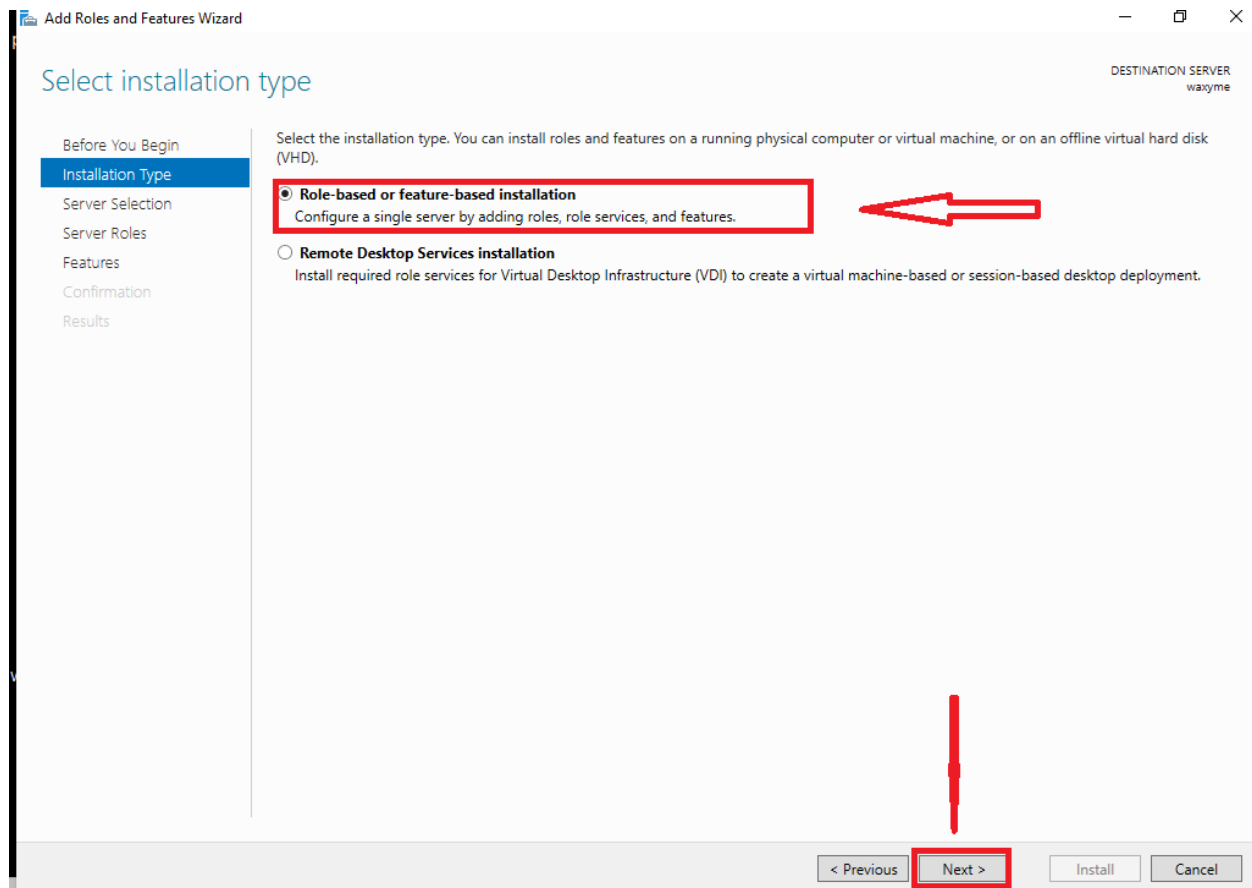 Add Roles and Features Wizard
Select installation type
DESTINATION SERVER
waxyme
Before You Begin
Installation Type
Server Selection
Server Roles
Features
Confirmation
Results
Select the installation type. You can install roles and features on a running physical computer or virtual machine, or on an offline virtual hard disk
(VHD).
Role-based or feature-based installation
Configure a single server by adding roles, role services, and features.
Remote Desktop Services installation
Install required role services for Virtual Desktop Infrastructure (VDI) to create a virtual machine-based or session-based desktop deployment.
< Previous
Next >
Install
Cancel